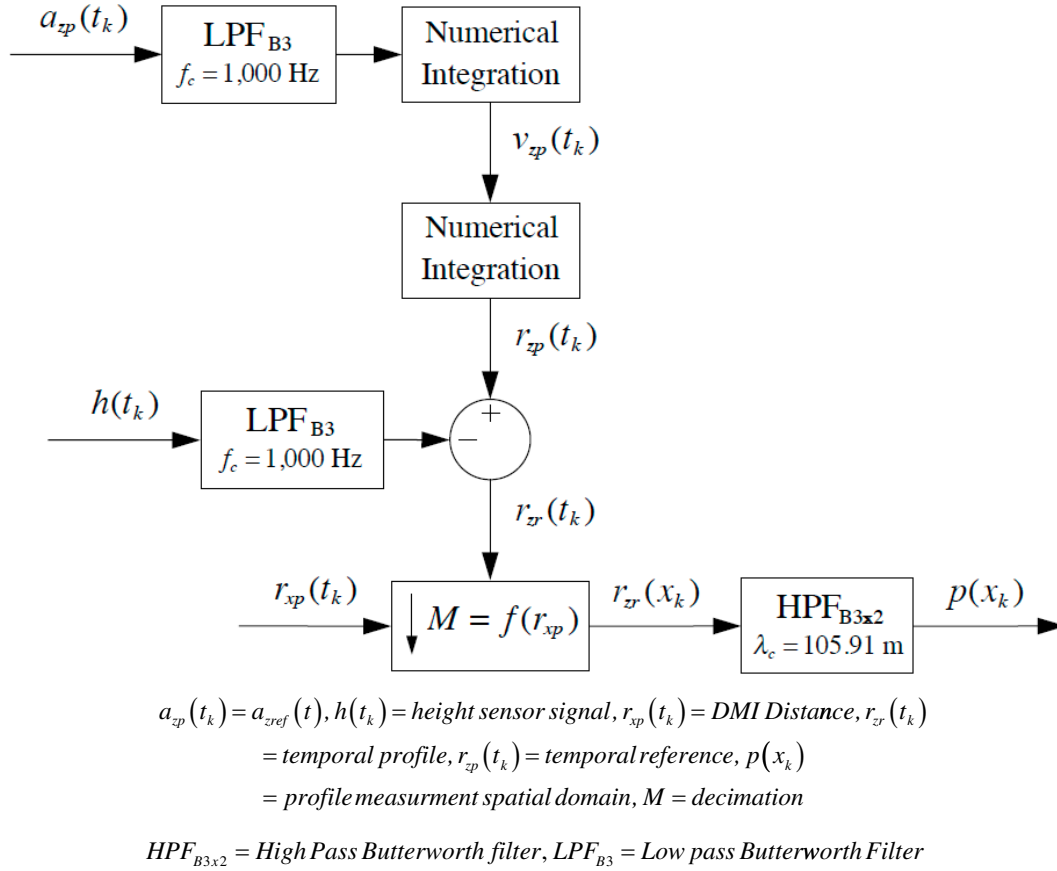 a_zp(t_k)
LPF_B3
f_c = 1,000 Hz
Numerical
Integration
v_zp(t_k)
Numerical
Integration
r_zp(t_k)
+
h(t_k)
LPF_B3
f_c = 1,000 Hz
−
r_zr(t_k)
r_xp(t_k)
↓ M = f(r_xp)
r_zr(x_k)
HPF_B3x2
λ_c = 105.91 m
p(x_k)
a_zp(t_k) = a_zref(t), h(t_k) = height sensor signal, r_xp(t_k) = DMI Distance, r_zr(t_k)
= temporal profile, r_zp(t_k) = temporal reference, p(x_k)
= profile measurment spatial domain, M = decimation
HPF_B3x2 = High Pass Butterworth filter, LPF_B3 = Low pass Butterworth Filter